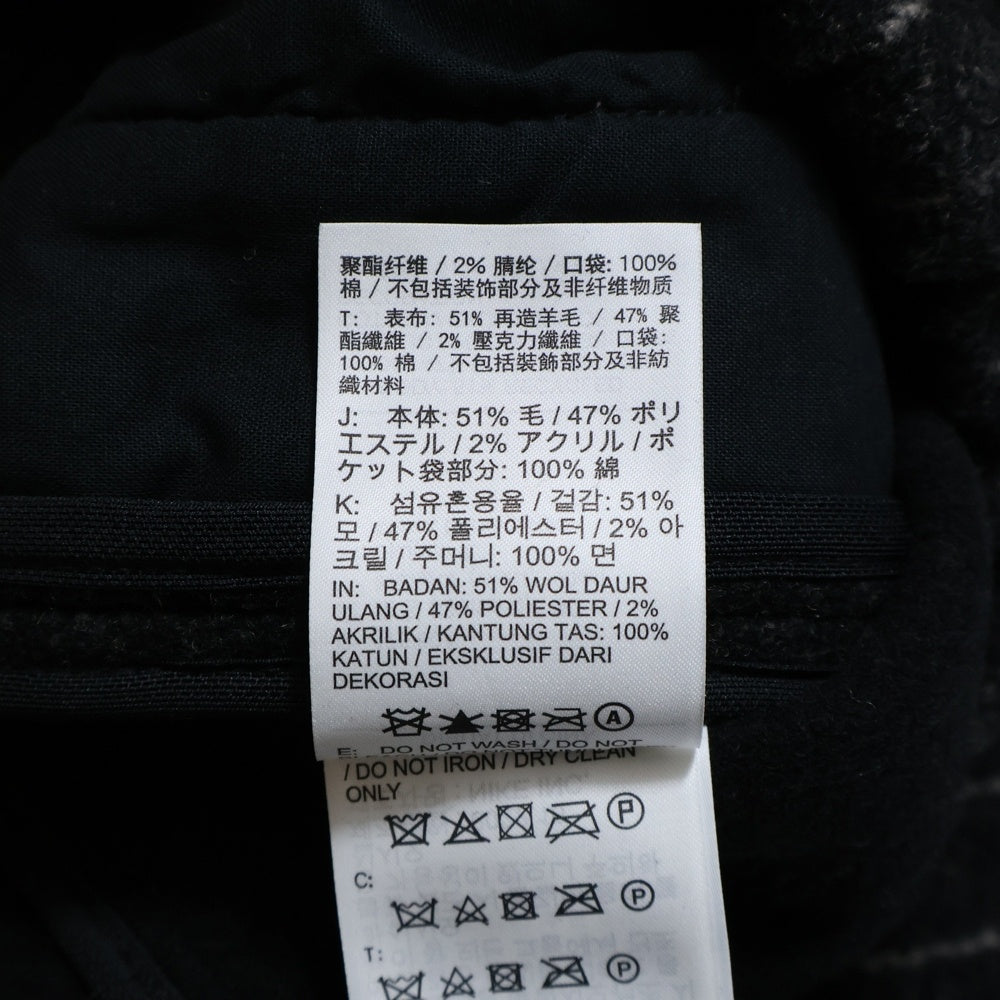 聚酯纤维 / 2% 腈纶 / 口袋: 100%
棉 / 不包括装饰部分及非纤维物质
T: 表布: 51% 再造羊毛 / 47% 聚
酯纖維 / 2% 壓克力纖維 / 口袋:
100% 棉 / 不包括裝飾部分及非紡
織材料
J: 本体: 51% 毛 / 47% ポリ
エステル / 2% アクリル / ポ
ケット袋部分: 100% 綿
K: 섬유혼용율 / 겉감: 51%
모 / 47% 폴리에스터 / 2% 아
크릴 / 주머니: 100% 면
IN: BADAN: 51% WOL DAUR
ULANG / 47% POLIESTER / 2%
AKRILIK / KANTUNG TAS: 100%
KATUN / EKSKLUSIF DARI
DEKORASI
A
E: DO NOT WASH / DO NOT
/ DO NOT IRON / DRY CLEAN
ONLY
P
C:
P
T:
P